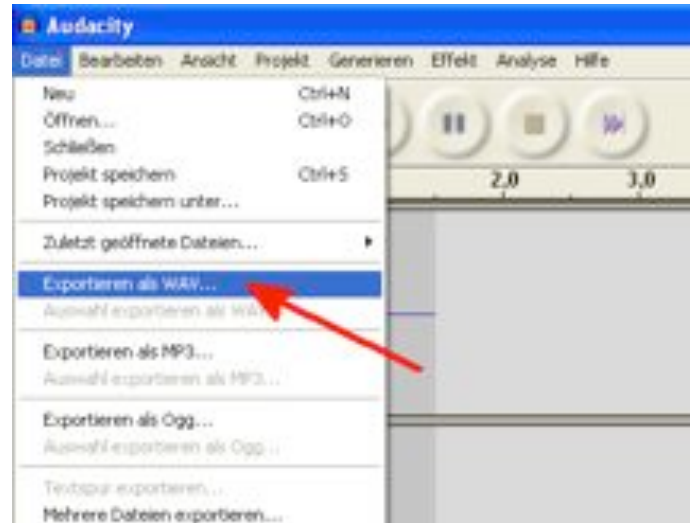 Audacity
Datei Bearbeiten Ansicht Projekt Generieren Effekt Analyse Hilfe
Neu Ctrl+N
Öffnen... Ctrl+O
Schließen
Projekt speichern Ctrl+S
Projekt speichern unter...
2,0 3,0
Zuletzt geöffnete Dateien...
Exportieren als WAV...
Auswahl exportieren als WAV
Exportieren als MP3...
Auswahl exportieren als MP3...
Exportieren als Ogg...
Auswahl exportieren als Ogg...
Textspur exportieren...
Mehrere Dateien exportieren...